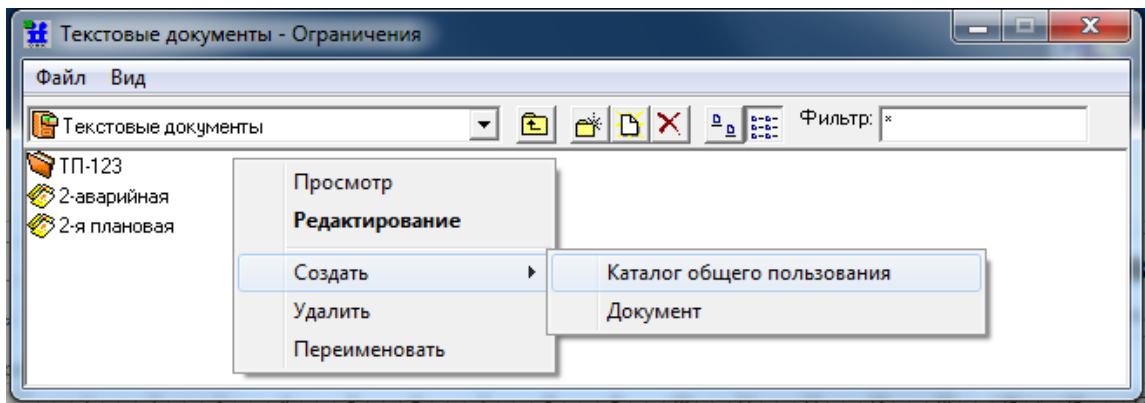 Текстовые документы - Ограничения
Файл Вид
Текстовые документы Фильтр: *
ТП-123
2-аварийная
2-я плановая
Просмотр
Редактирование
Создать
Удалить
Переименовать
Каталог общего пользования
Документ